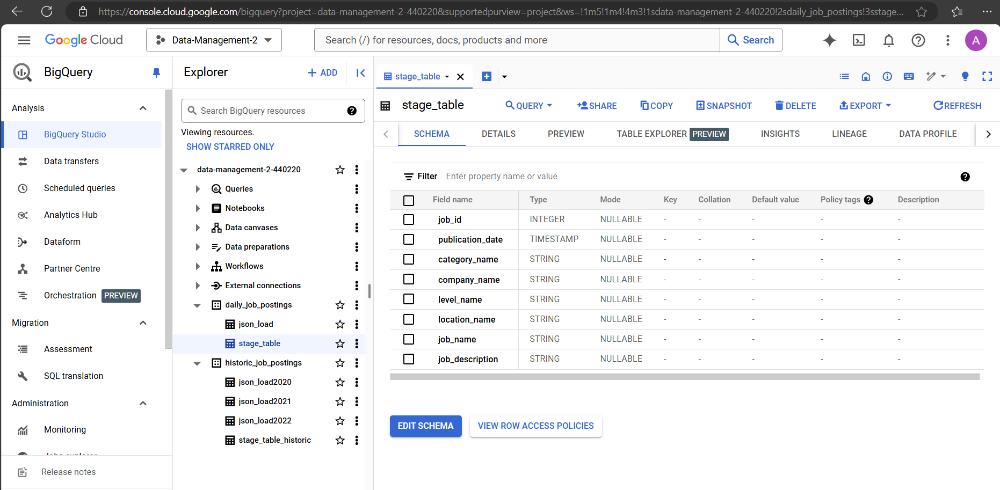 https://console.cloud.google.com/bigquery?project=data-management-2-440220&supportedpurview=project&ws=!1m5!1m4!4m3!1sdata-management-2-440220!2sdaily_job_postings!3sstage...
Google Cloud
Data-Management-2
Search (/) for resources, docs, products and more
Search
A
BigQuery
Analysis
BigQuery Studio
Data transfers
Scheduled queries
Analytics Hub
Dataform
Partner Centre
Orchestration PREVIEW
Migration
Assessment
SQL translation
Administration
Monitoring
Jobs explorer
Release notes
Explorer
+ ADD
Search BigQuery resources
Viewing resources.
SHOW STARRED ONLY
data-management-2-440220
Queries
Notebooks
Data canvases
Data preparations
Workflows
External connections
daily_job_postings
json_load
stage_table
historic_job_postings
json_load2020
json_load2021
json_load2022
stage_table_historic
stage_table
stage_table
QUERY
SHARE
COPY
SNAPSHOT
DELETE
EXPORT
REFRESH
SCHEMA DETAILS PREVIEW TABLE EXPLORER PREVIEW INSIGHTS LINEAGE DATA PROFILE
Filter Enter property name or value
Field name Type Mode Key Collation Default value Policy tags Description
job_id INTEGER NULLABLE - - - - -
publication_date TIMESTAMP NULLABLE - - - - -
category_name STRING NULLABLE - - - - -
company_name STRING NULLABLE - - - - -
level_name STRING NULLABLE - - - - -
location_name STRING NULLABLE - - - - -
job_name STRING NULLABLE - - - - -
job_description STRING NULLABLE - - - - -
EDIT SCHEMA
VIEW ROW ACCESS POLICIES